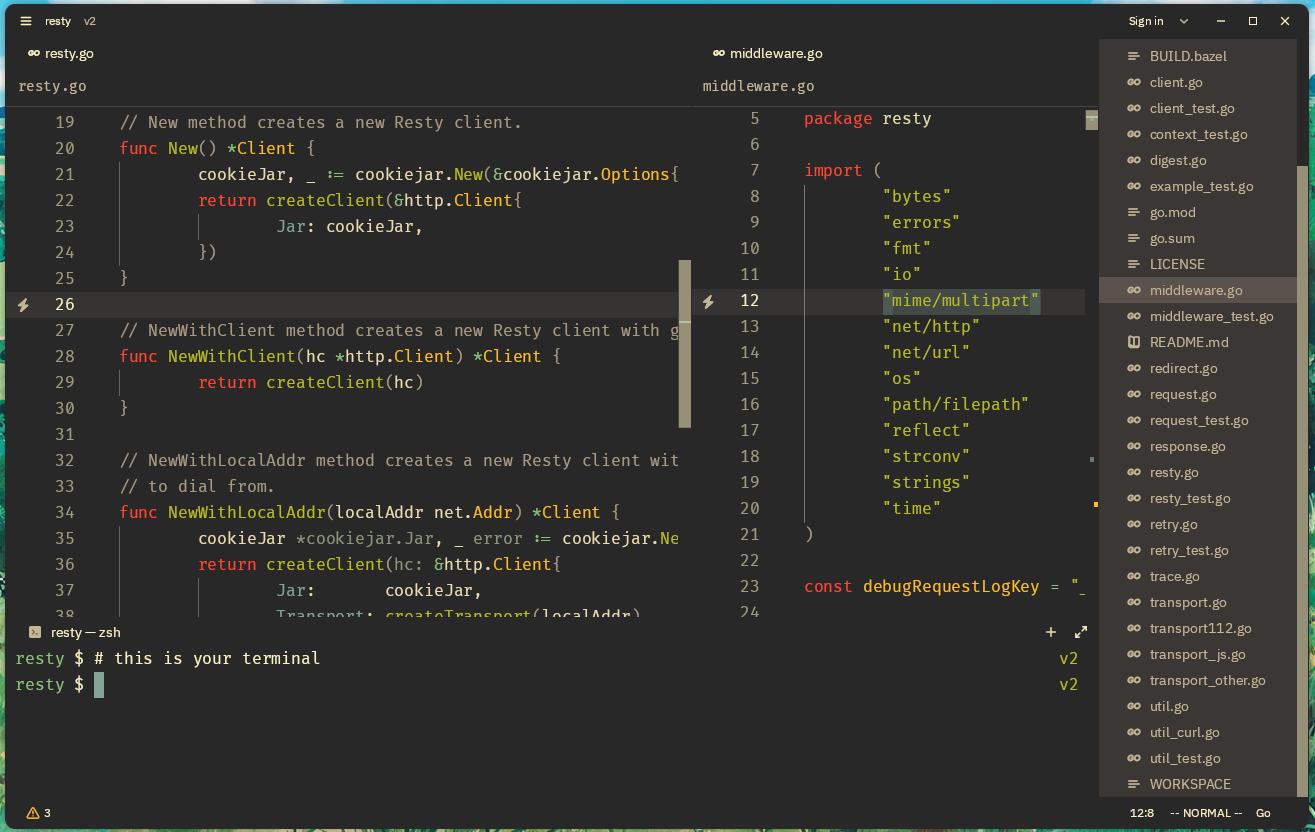 resty v2 Sign in
resty.go
resty.go
19 // New method creates a new Resty client.
20 func New() *Client {
21 cookieJar, _ := cookiejar.New(&cookiejar.Options{
22 return createClient(&http.Client{
23 Jar: cookieJar,
24 })
25 }
26
27 // NewWithClient method creates a new Resty client with g
28 func NewWithClient(hc *http.Client) *Client {
29 return createClient(hc)
30 }
31
32 // NewWithLocalAddr method creates a new Resty client wit
33 // to dial from.
34 func NewWithLocalAddr(localAddr net.Addr) *Client {
35 cookieJar *cookiejar.Jar, _ error := cookiejar.Ne
36 return createClient(hc: &http.Client{
37 Jar: cookieJar,
38 Transport: createTransport(localAddr)
middleware.go
middleware.go
5 package resty
6
7 import (
8 "bytes"
9 "errors"
10 "fmt"
11 "io"
12 "mime/multipart"
13 "net/http"
14 "net/url"
15 "os"
16 "path/filepath"
17 "reflect"
18 "strconv"
19 "strings"
20 "time"
21 )
22
23 const debugRequestLogKey = "_
24
BUILD.bazel
client.go
client_test.go
context_test.go
digest.go
example_test.go
go.mod
go.sum
LICENSE
middleware.go
middleware_test.go
README.md
redirect.go
request.go
request_test.go
response.go
resty.go
resty_test.go
retry.go
retry_test.go
trace.go
transport.go
transport112.go
transport_js.go
transport_other.go
util.go
util_curl.go
util_test.go
WORKSPACE
resty — zsh
resty $ # this is your terminal v2
resty $ v2
3 12:8 -- NORMAL -- Go